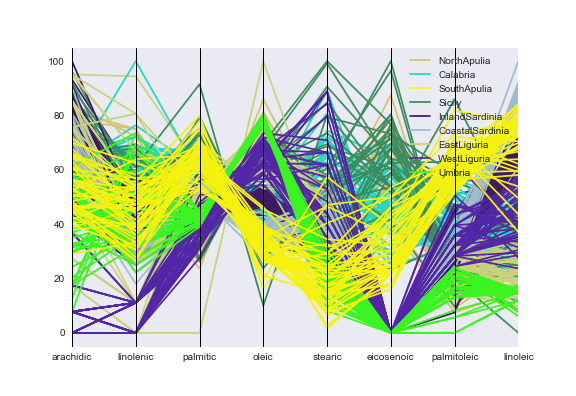 100
80
60
40
20
0
NorthApulia
Calabria
SouthApulia
Sicily
InlandSardinia
CoastalSardinia
EastLiguria
WestLiguria
Umbria
arachidic linolenic palmitic oleic stearic eicosenoic palmitoleic linoleic